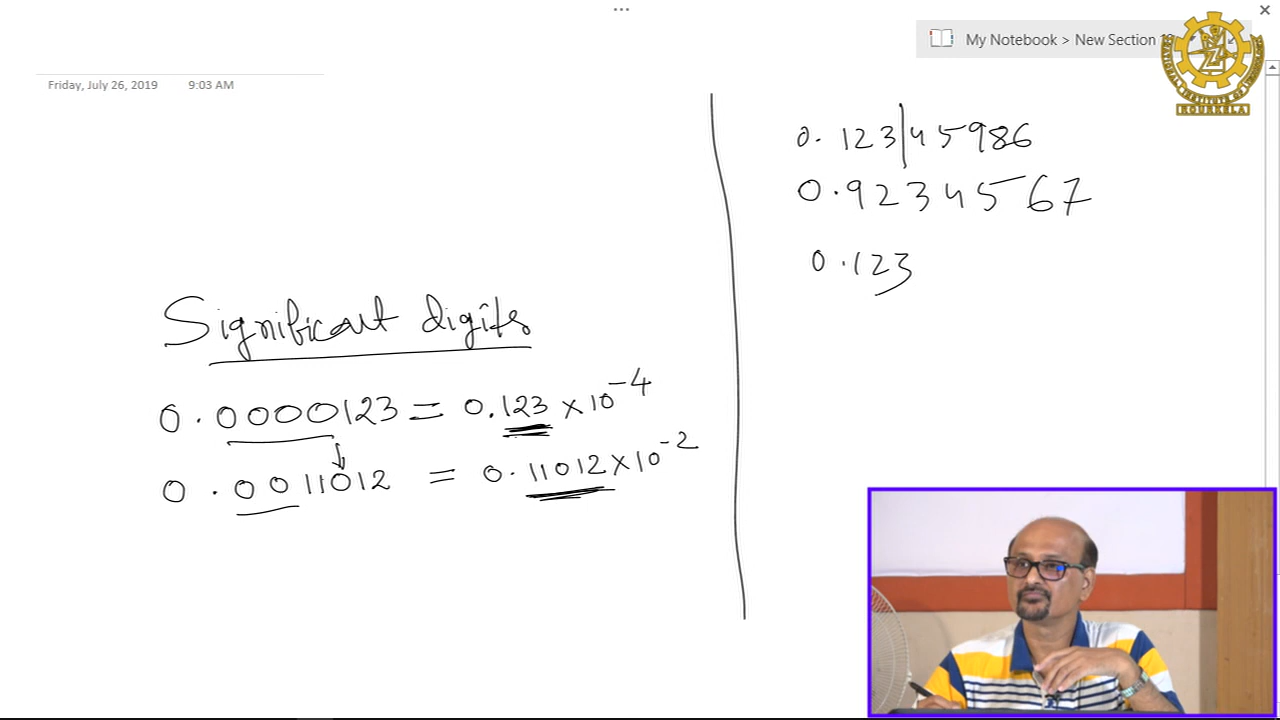 ...
My Notebook > New Section
Friday, July 26, 2019 9:03 AM
Significant digits
0.0000123 = 0.123 × 10⁻⁴
0.0011012 = 0.11012 × 10⁻²
0.123|45986
0.9234567
0.123
ROURKELA